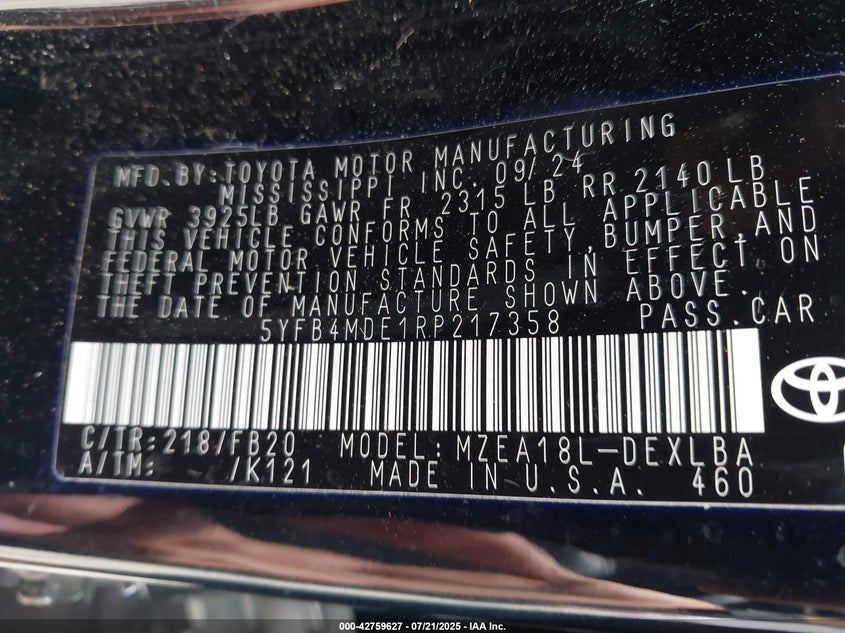 MFD.BY:TOYOTA MOTOR MANUFACTURING
MISSISSIPPI INC. 09/24
GVWR 3925LB GAWR FR 2315 LB RR 2140 LB
THIS VEHICLE CONFORMS TO ALL APPLICABLE
FEDERAL MOTOR VEHICLE SAFETY,BUMPER,AND
THEFT PREVENTION STANDARDS IN EFFECT ON
THE DATE OF MANUFACTURE SHOWN ABOVE.
5YFB4MDE1RP217358 PASS.CAR
C/TR:218/FB20 MODEL:MZEA18L-DEXLBA
A/TM: /K121 MADE IN U.S.A. 460
000-42759627 - 07/21/2025 - IAA Inc.